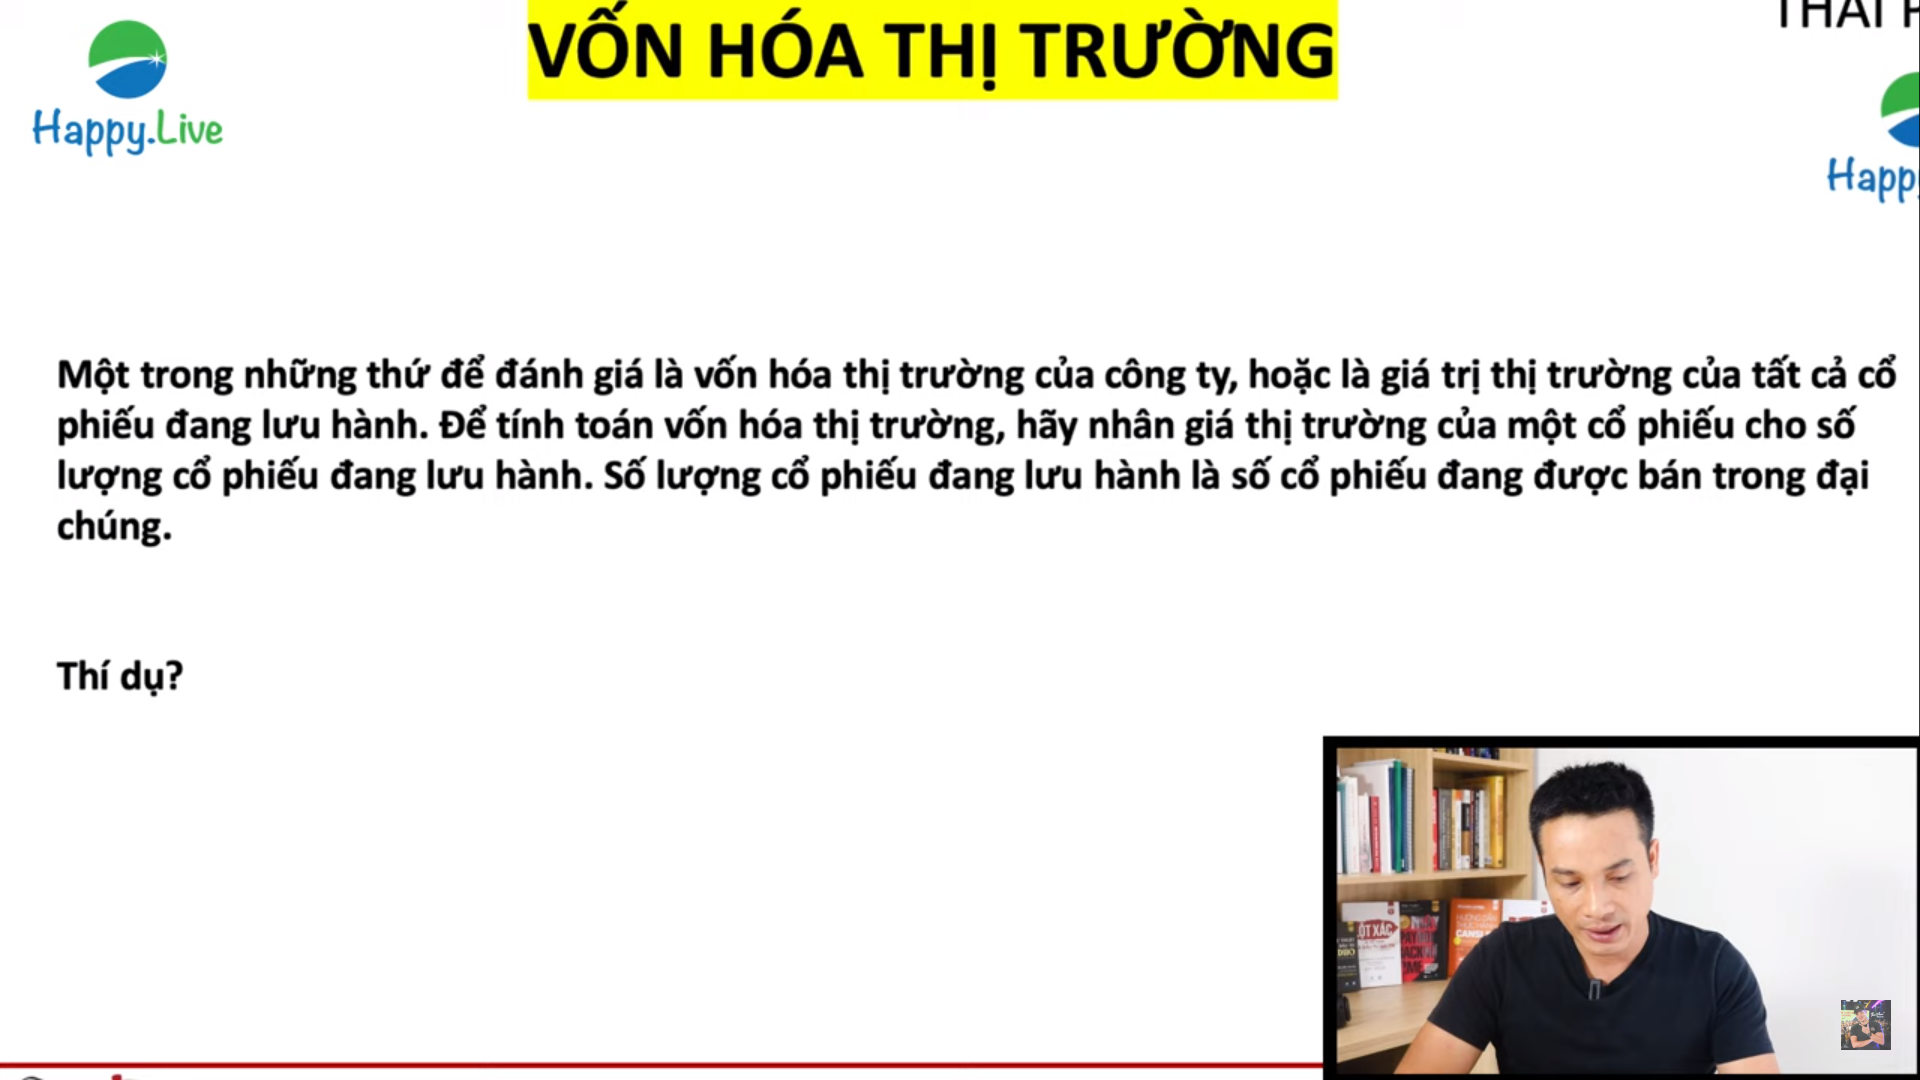 VỐN HÓA THỊ TRƯỜNG
Happy.Live
Một trong những thứ để đánh giá là vốn hóa thị trường của công ty, hoặc là giá trị thị trường của tất cả cổ
phiếu đang lưu hành. Để tính toán vốn hóa thị trường, hãy nhân giá thị trường của một cổ phiếu cho số
lượng cổ phiếu đang lưu hành. Số lượng cổ phiếu đang lưu hành là số cổ phiếu đang được bán trong đại
chúng.
Thí dụ?